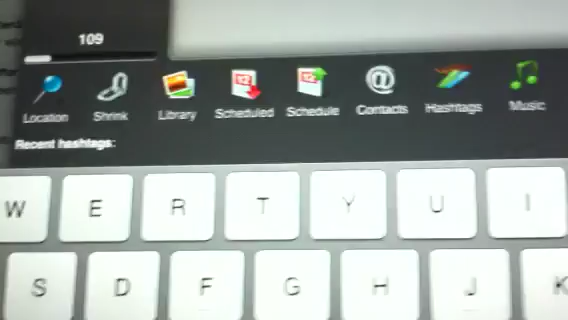 109
Location Shrink Library Scheduled Schedule Contacts Hashtags Music
Recent hashtags:
W E R T Y U I
S D F G H J K